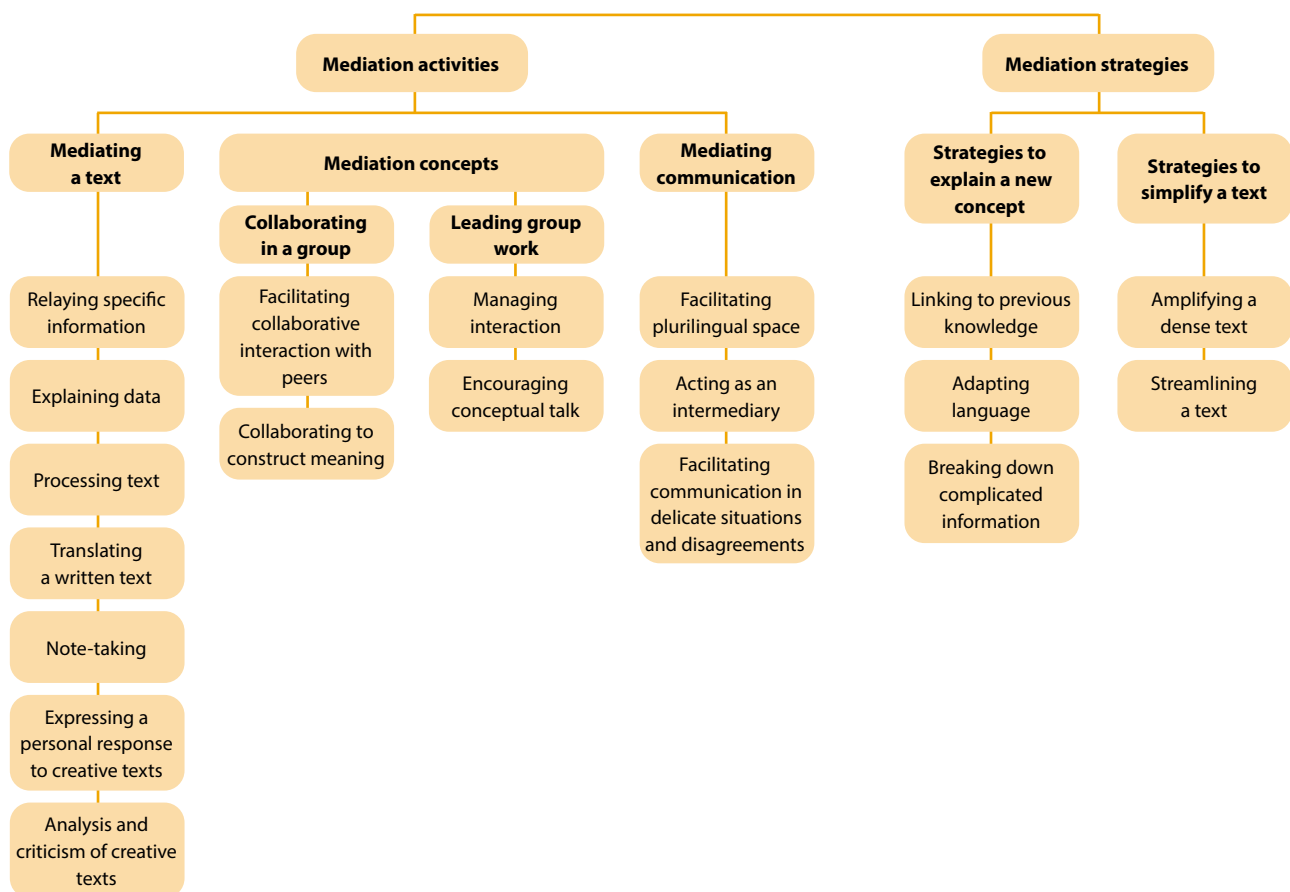 Mediation activities
Mediation strategies
Mediating
a text
Mediation concepts
Mediating
communication
Strategies to
explain a new
concept
Strategies to
simplify a text
Collaborating
in a group
Leading group
work
Relaying specific
information
Explaining data
Processing text
Translating
a written text
Note-taking
Expressing a
personal response
to creative texts
Analysis and
criticism of creative
texts
Facilitating
collaborative
interaction with
peers
Collaborating to
construct meaning
Managing
interaction
Encouraging
conceptual talk
Facilitating
plurilingual space
Acting as an
intermediary
Facilitating
communication in
delicate situations
and disagreements
Linking to previous
knowledge
Adapting
language
Breaking down
complicated
information
Amplifying a
dense text
Streamlining
a text